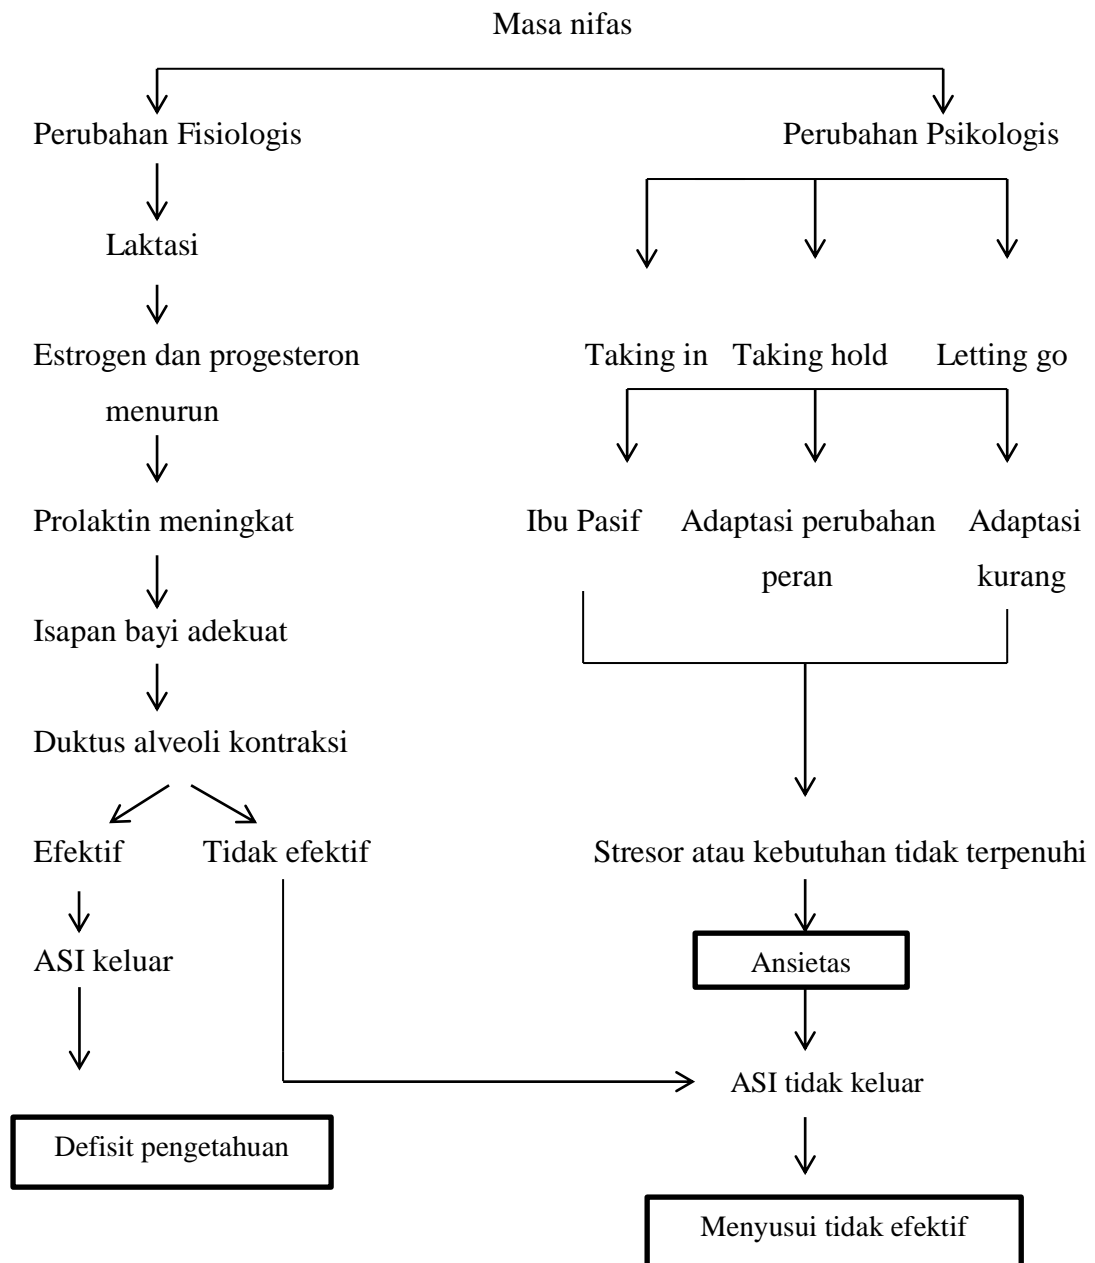 Masa nifas
Perubahan Fisiologis
Perubahan Psikologis
Laktasi
Estrogen dan progesteron
menurun
Taking in
Taking hold
Letting go
Prolaktin meningkat
Ibu Pasif
Adaptasi perubahan
peran
Adaptasi
kurang
Isapan bayi adekuat
Duktus alveoli kontraksi
Efektif
Tidak efektif
Stresor atau kebutuhan tidak terpenuhi
ASI keluar
Ansietas
ASI tidak keluar
Defisit pengetahuan
Menyusui tidak efektif